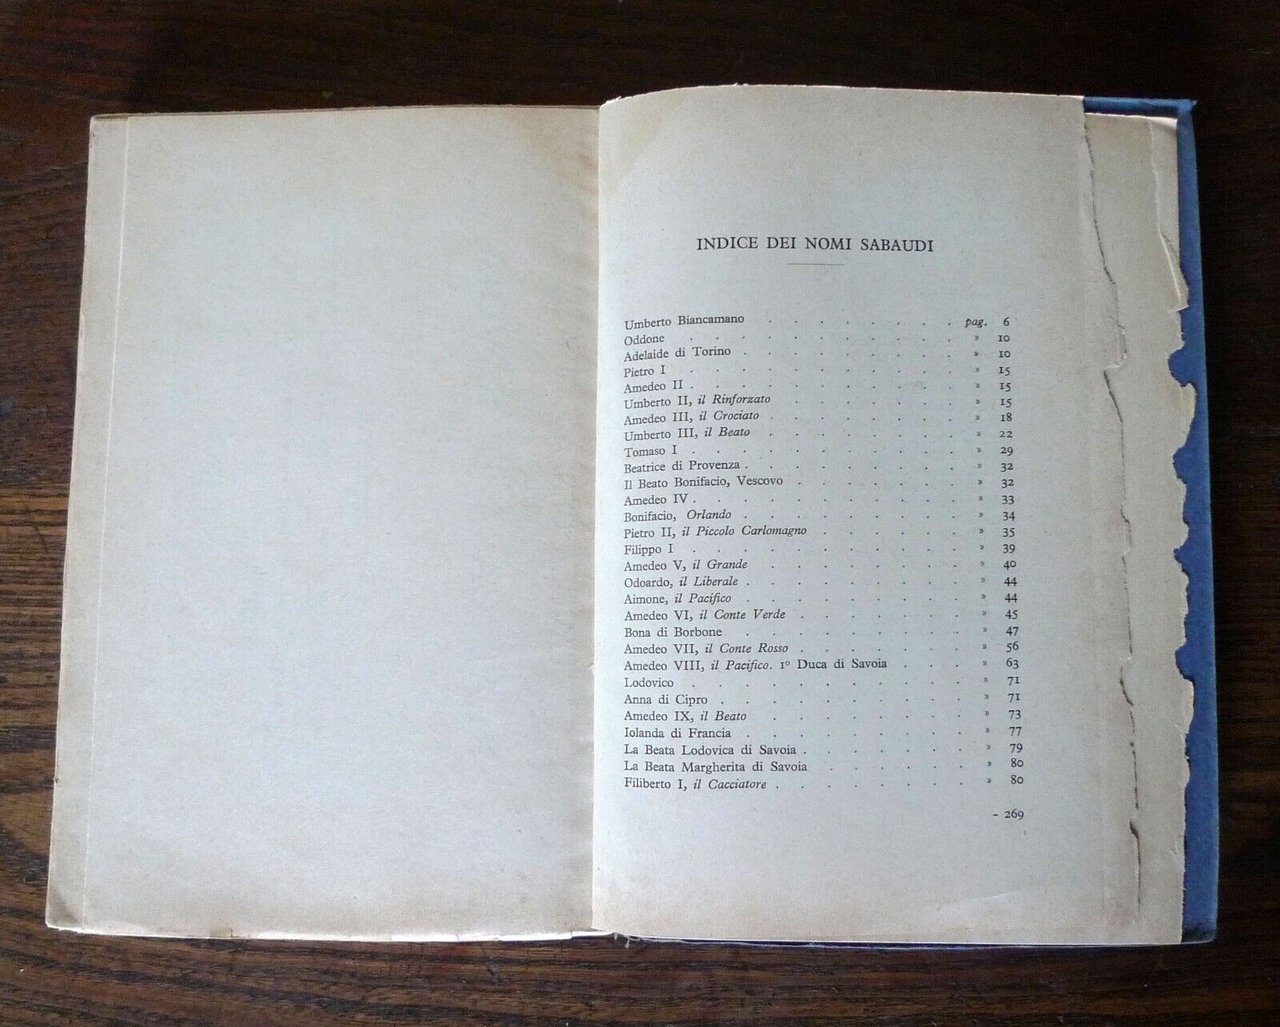 INDICE DEI NOMI SABAUDI
Umberto Biancamano . . . . . . . . pag. 6
Oddone . . . . . . . . . . » 10
Adelaide di Torino . . . . . . . . . » 10
Pietro I . . . . . . . . . . » 15
Amedeo II . . . . . . . . . . . » 15
Umberto II, il Rinforzato . . . . . . . » 15
Amedeo III, il Crociato . . . . . . . . » 18
Umberto III, il Beato . . . . . . . . » 22
Tomaso I . . . . . . . . . . . » 29
Beatrice di Provenza . . . . . . . . . » 32
Il Beato Bonifacio, Vescovo . . . . . . . » 32
Amedeo IV . . . . . . . . . . . » 33
Bonifacio, Orlando . . . . . . . . . » 34
Pietro II, il Piccolo Carlomagno . . . . . . » 35
Filippo I . . . . . . . . . . . » 39
Amedeo V, il Grande . . . . . . . . » 40
Odoardo, il Liberale . . . . . . . . . » 44
Aimone, il Pacifico . . . . . . . . . » 44
Amedeo VI, il Conte Verde . . . . . . . » 45
Bona di Borbone . . . . . . . . . » 47
Amedeo VII, il Conte Rosso . . . . . . . » 56
Amedeo VIII, il Pacifico. 1º Duca di Savoia . . . » 63
Lodovico . . . . . . . . . . . » 71
Anna di Cipro . . . . . . . . . . » 71
Amedeo IX, il Beato . . . . . . . . » 73
Iolanda di Francia . . . . . . . . . » 77
La Beata Lodovica di Savoia . . . . . . . » 79
La Beata Margherita di Savoia . . . . . . » 80
Filiberto I, il Cacciatore . . . . . . . . » 80
- 269